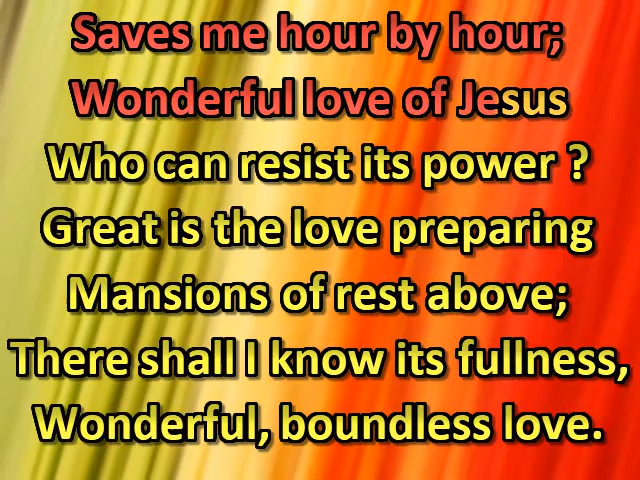 Saves me hour by hour;
Wonderful love of Jesus
Who can resist its power ?
Great is the love preparing
Mansions of rest above;
There shall I know its fullness,
Wonderful, boundless love.